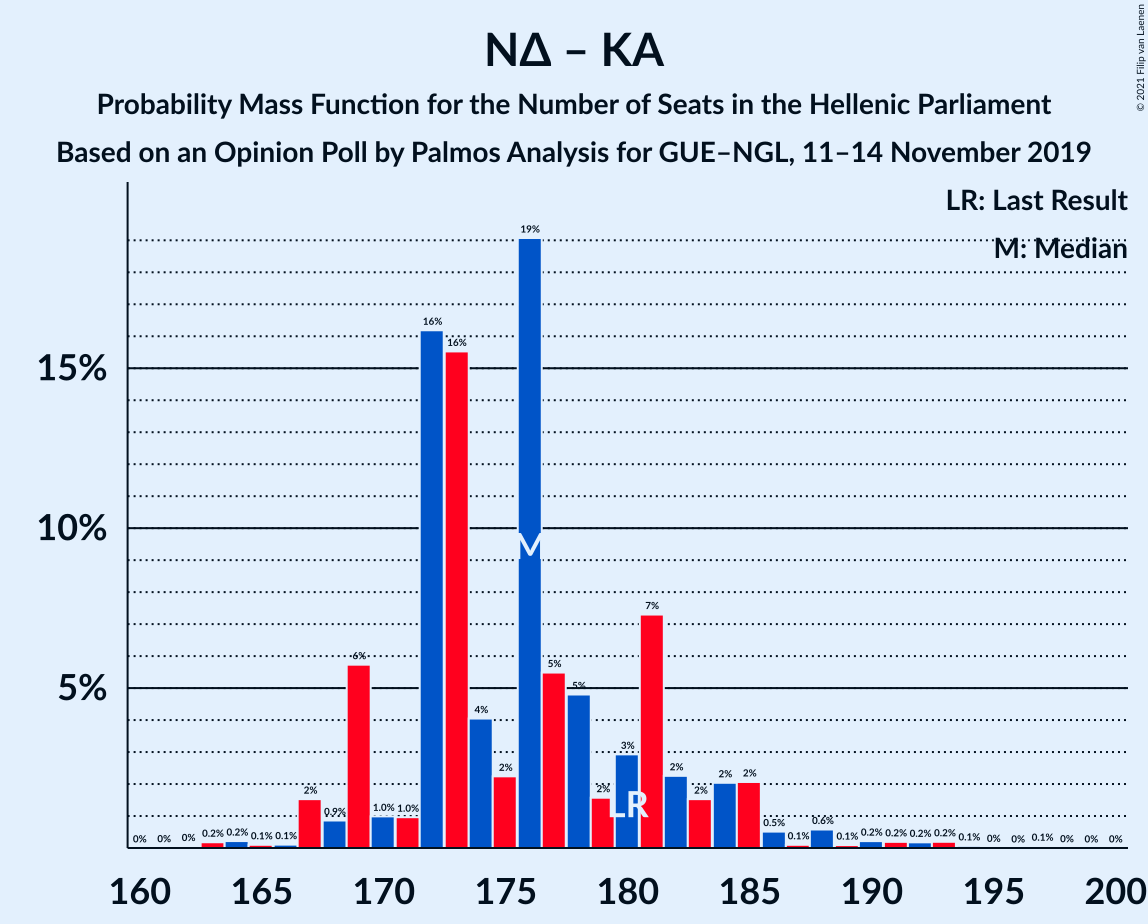 © 2021 Filip van Laenen
ΝΔ – ΚΑ
Probability Mass Function for the Number of Seats in the Hellenic Parliament
Based on an Opinion Poll by Palmos Analysis for GUE–NGL, 11–14 November 2019
LR: Last Result
M: Median
15%
10%
5%
0% 0% 0% 0.2% 0.2% 0.1% 0.1% 2% 0.9% 6% 1.0% 1.0% 16% 16% 4% 2% 19% 5% 5% 2% 3% 7% 2% 2% 2% 2% 0.5% 0.1% 0.6% 0.1% 0.2% 0.2% 0.2% 0.2% 0.1% 0% 0% 0.1% 0% 0% 0%
M
LR
160 165 170 175 180 185 190 195 200